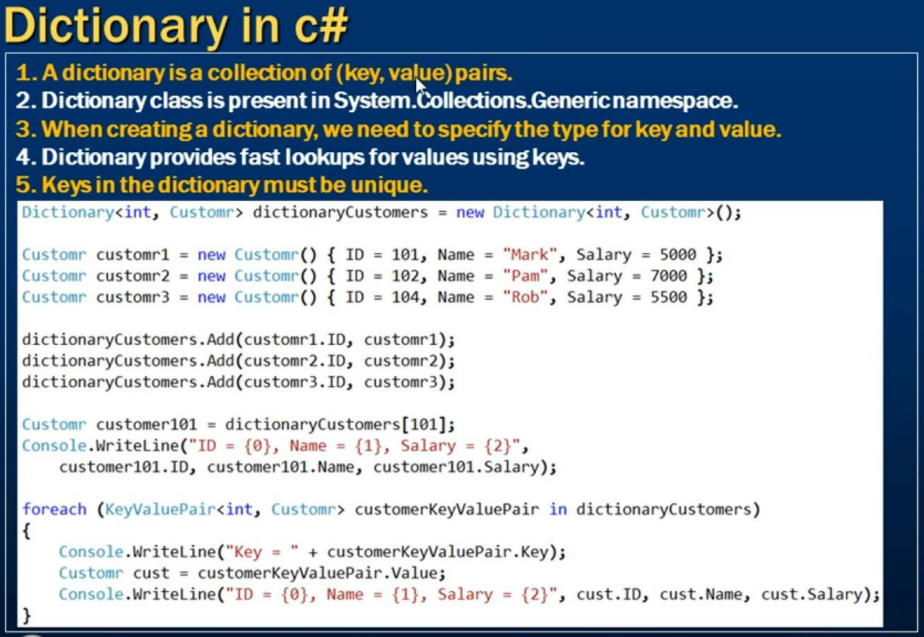 Dictionary in c#
1. A dictionary is a collection of (key, value) pairs.
2. Dictionary class is present in System.Collections.Generic namespace.
3. When creating a dictionary, we need to specify the type for key and value.
4. Dictionary provides fast lookups for values using keys.
5. Keys in the dictionary must be unique.
Dictionary<int, Customr> dictionaryCustomers = new Dictionary<int, Customr>();
Customr customr1 = new Customr() { ID = 101, Name = "Mark", Salary = 5000 };
Customr customr2 = new Customr() { ID = 102, Name = "Pam", Salary = 7000 };
Customr customr3 = new Customr() { ID = 104, Name = "Rob", Salary = 5500 };
dictionaryCustomers.Add(customr1.ID, customr1);
dictionaryCustomers.Add(customr2.ID, customr2);
dictionaryCustomers.Add(customr3.ID, customr3);
Customr customer101 = dictionaryCustomers[101];
Console.WriteLine("ID = {0}, Name = {1}, Salary = {2}",
    customer101.ID, customer101.Name, customer101.Salary);
foreach (KeyValuePair<int, Customr> customerKeyValuePair in dictionaryCustomers)
{
    Console.WriteLine("Key = " + customerKeyValuePair.Key);
    Customr cust = customerKeyValuePair.Value;
    Console.WriteLine("ID = {0}, Name = {1}, Salary = {2}", cust.ID, cust.Name, cust.Salary);
}